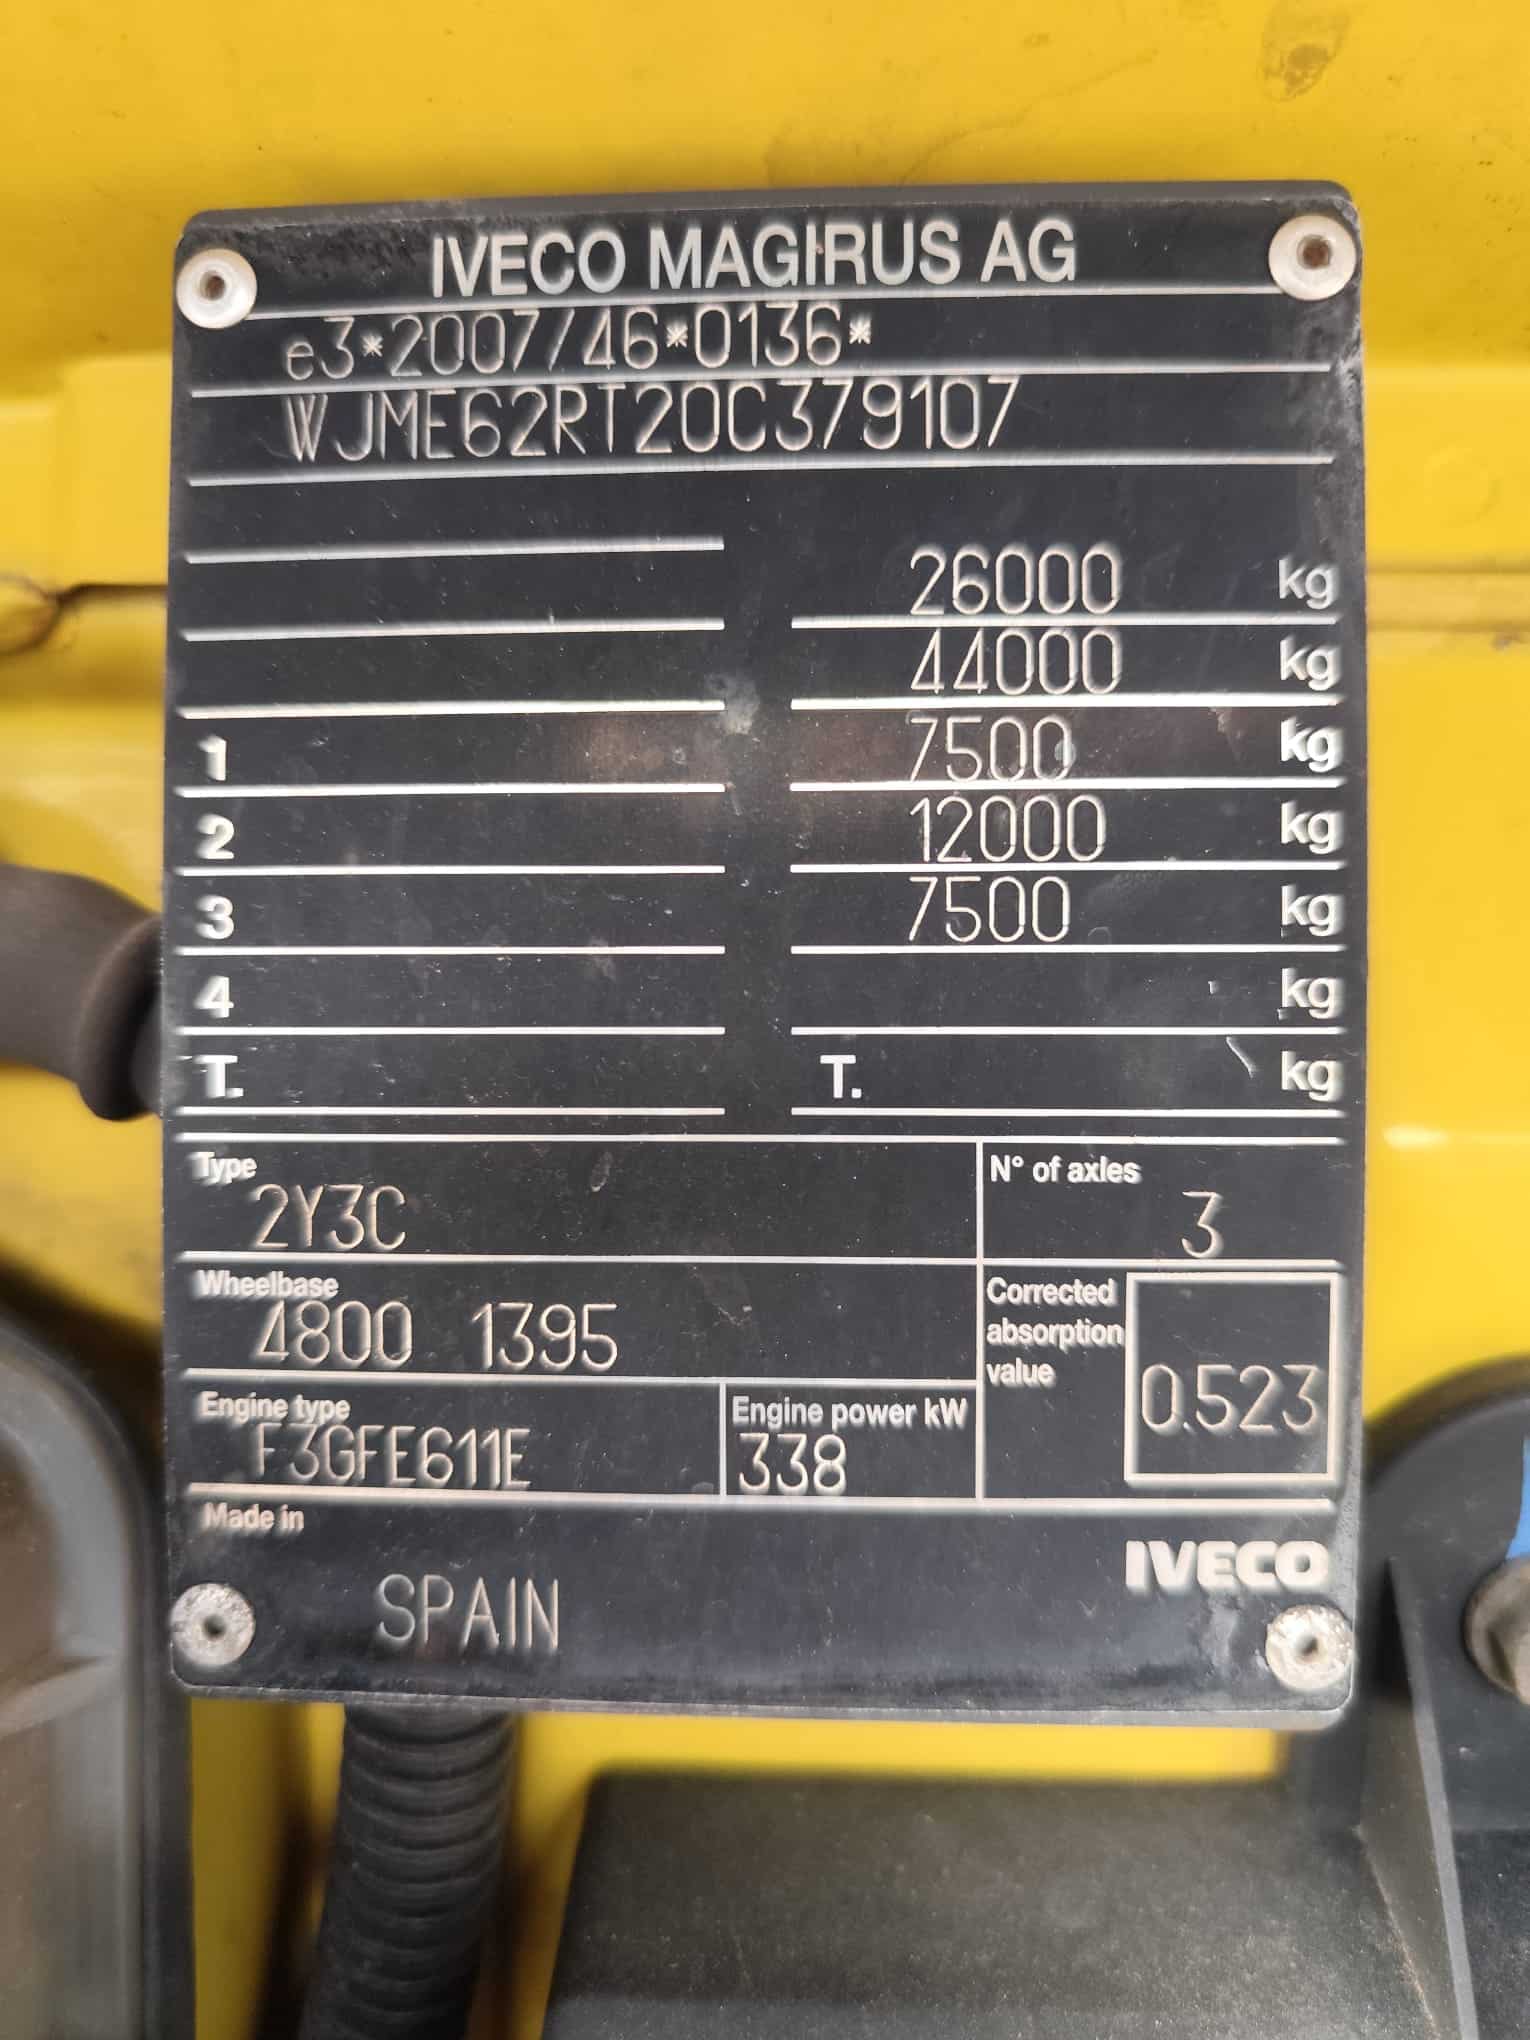 IVECO MAGIRUS AG
e3*2007/46*0136*
WJME62RT20C379107
26000 kg
44000 kg
1 7500 kg
2 12000 kg
3 7500 kg
4 kg
T. T. kg
Type N° of axles
2Y3C 3
Wheelbase
4800 1395
Corrected absorption value
0.523
Engine type Engine power kW
F3GFE611E 338
Made in
SPAIN
IVECO